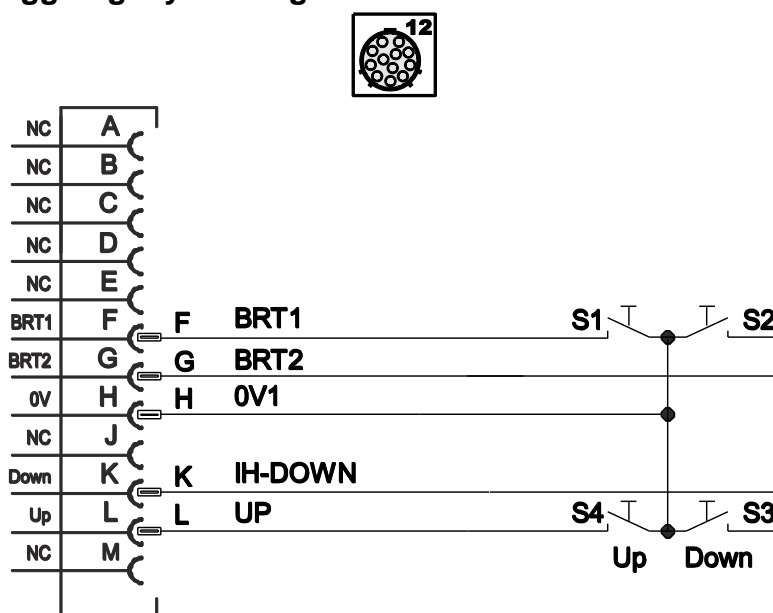 12
NC A
NC B
NC C
NC D
NC E
BRT1 F F BRT1 S1 S2
BRT2 G G BRT2
0V H H 0V1
NC J
Down K K IH-DOWN
Up L L UP S4 S3
NC M Up Down